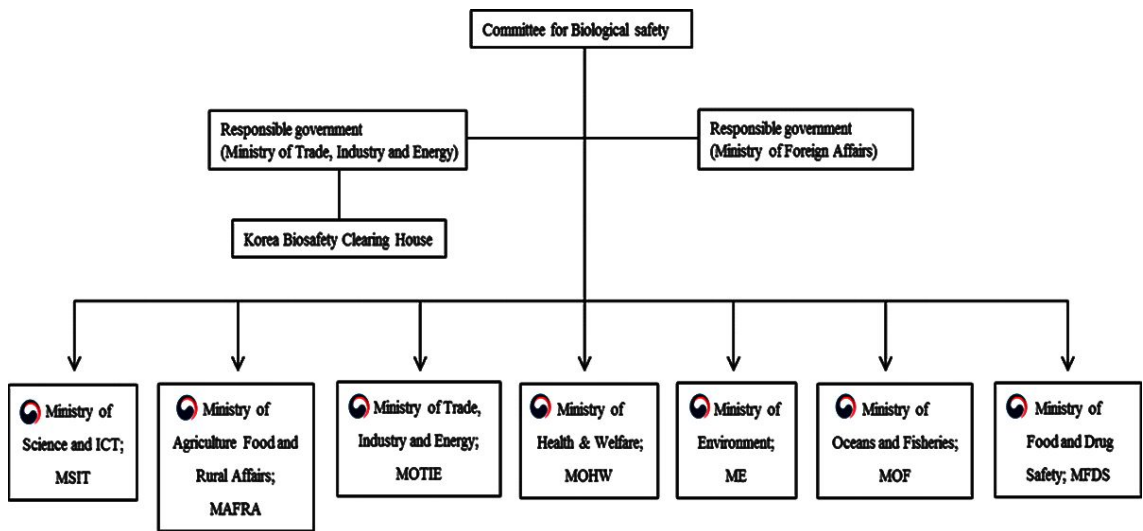 Committee for Biological safety
Responsible government
(Ministry of Trade, Industry and Energy)
Responsible government
(Ministry of Foreign Affairs)
Korea Biosafety Clearing House
Ministry of
Science and ICT;
MSIT
Ministry of
Agriculture Food and
Rural Affairs;
MAFRA
Ministry of Trade,
Industry and Energy;
MOTIE
Ministry of
Health & Welfare;
MOHW
Ministry of
Environment;
ME
Ministry of
Oceans and Fisheries;
MOF
Ministry of
Food and Drug
Safety; MFDS